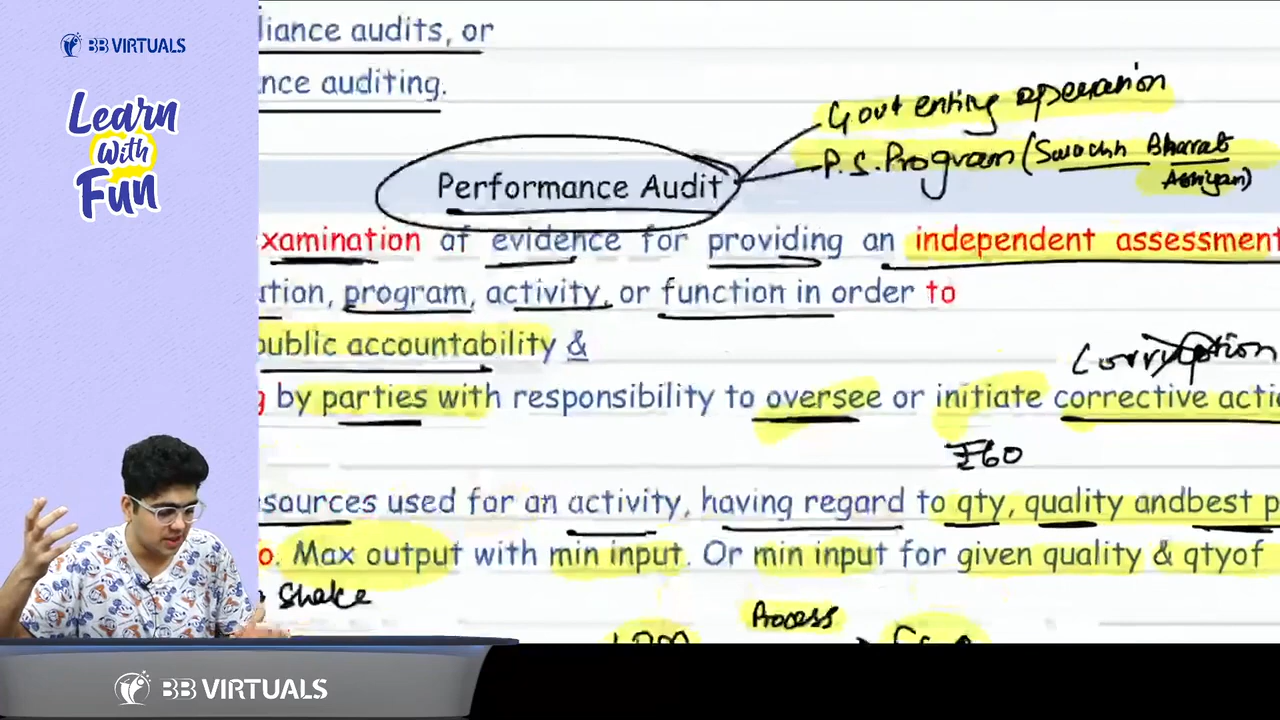 BB VIRTUALS
Learn
With
Fun
liance audits, or
nce auditing.
Govt entity operation
P.S. Program (Swachh Bharat
Abhiyan)
Performance Audit
xamination of evidence for providing an independent assessment
ation, program, activity, or function in order to
public accountability &
Corruption
g by parties with responsibility to oversee or initiate corrective acti
₹60
sources used for an activity, having regard to qty, quality andbest p
o. Max output with min input. Or min input for given quality & qtyof
Shake
Process
BB VIRTUALS